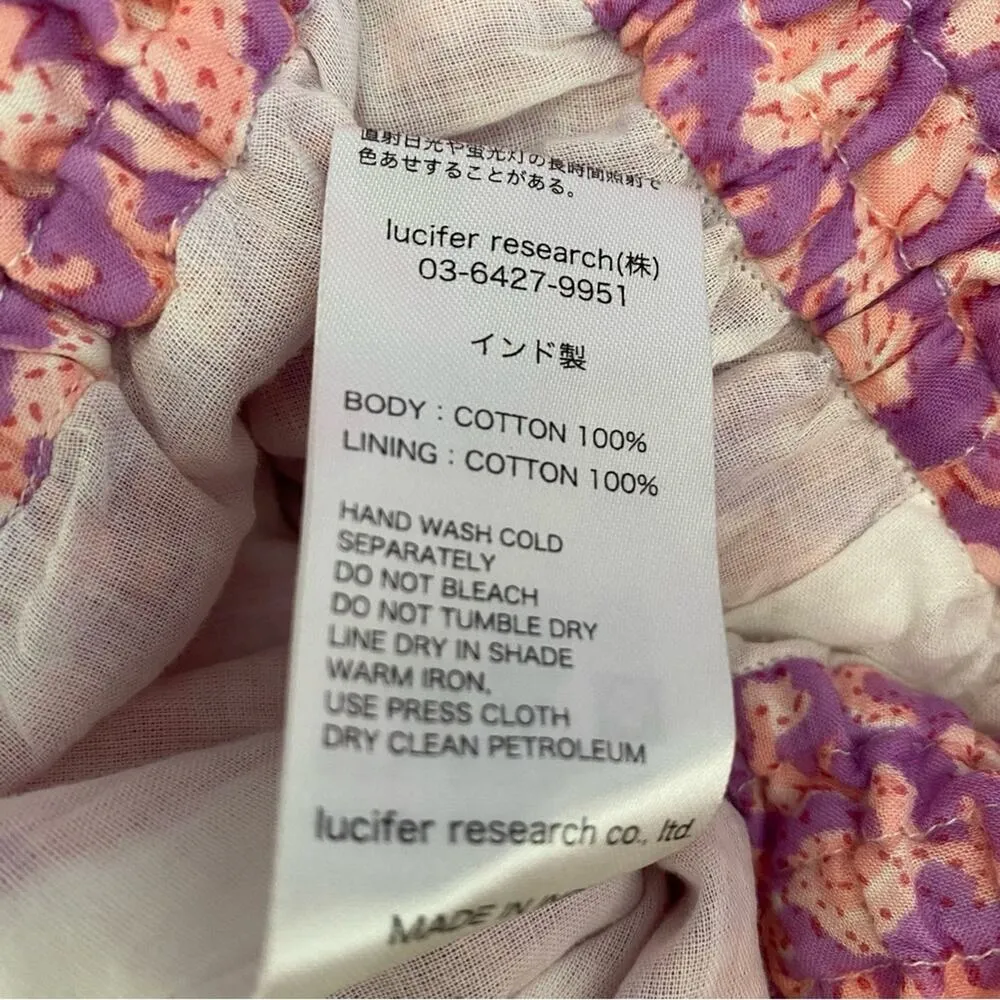 直射日光や蛍光灯の長時間照射で
色あせすることがある。
lucifer research(株)
03-6427-9951
インド製
BODY : COTTON 100%
LINING : COTTON 100%
HAND WASH COLD
SEPARATELY
DO NOT BLEACH
DO NOT TUMBLE DRY
LINE DRY IN SHADE
WARM IRON,
USE PRESS CLOTH
DRY CLEAN PETROLEUM
lucifer research co., ltd.
MADE IN